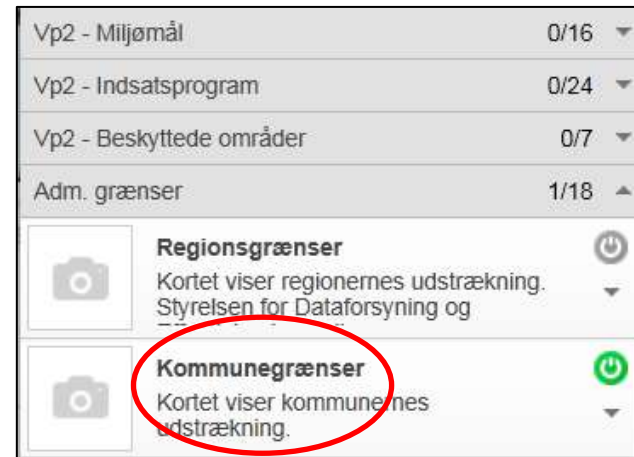 Vp2 - Miljømål 0/16
Vp2 - Indsatsprogram 0/24
Vp2 - Beskyttede områder 0/7
Adm. grænser 1/18
Regionsgrænser
Kortet viser regionernes udstrækning.
Styrelsen for Dataforsyning og
Kommunegrænser
Kortet viser kommunernes
udstrækning.